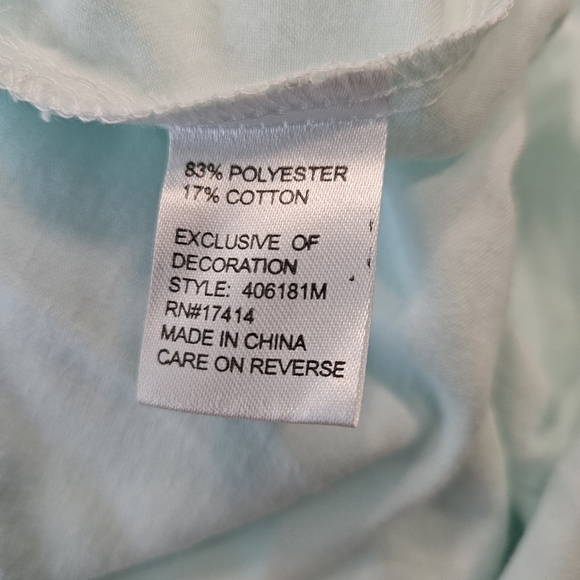 83% POLYESTER
17% COTTON
EXCLUSIVE OF
DECORATION
STYLE: 406181M
RN#17414
MADE IN CHINA
CARE ON REVERSE